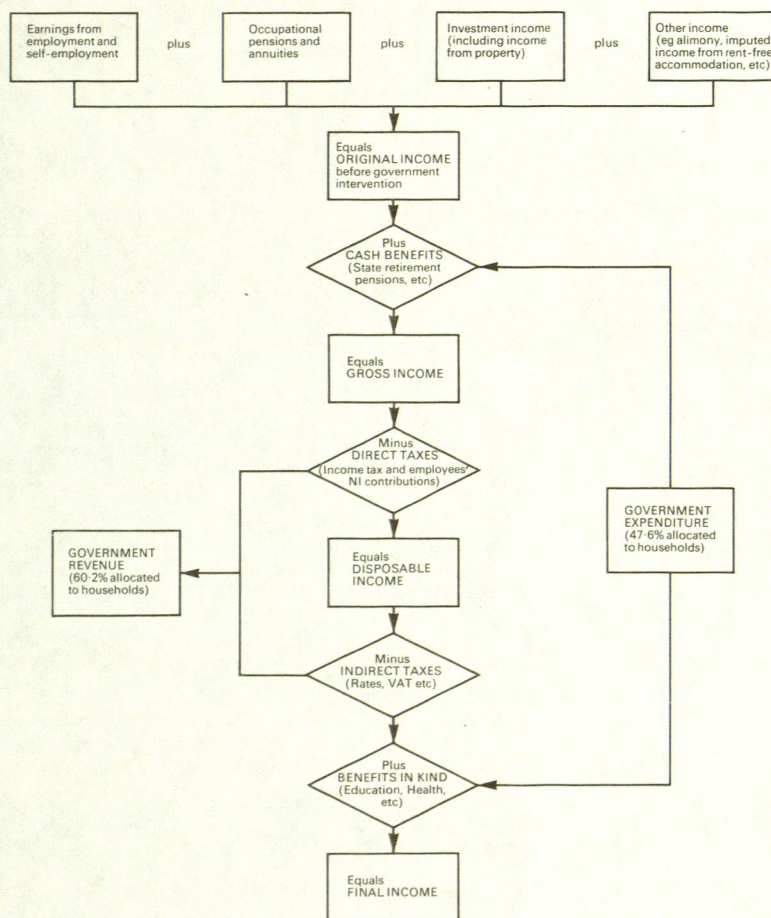 Earnings from
employment and
self-employment
plus
Occupational
pensions and
annuities
plus
Investment income
(including income
from property)
plus
Other income
(eg alimony, imputed
income from rent-free
accommodation, etc)
Equals
ORIGINAL INCOME
before government
intervention
Plus
CASH BENEFITS
(State retirement
pensions, etc)
Equals
GROSS INCOME
Minus
DIRECT TAXES
(Income tax and employees'
NI contributions)
GOVERNMENT
REVENUE
(60·2% allocated
to households)
Equals
DISPOSABLE
INCOME
GOVERNMENT
EXPENDITURE
(47·6% allocated
to households)
Minus
INDIRECT TAXES
(Rates, VAT etc)
Plus
BENEFITS IN KIND
(Education, Health,
etc)
Equals
FINAL INCOME